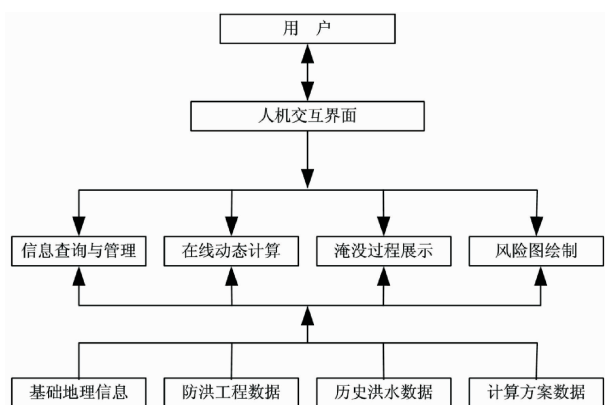 用 户
人机交互界面
信息查询与管理
在线动态计算
淹没过程展示
风险图绘制
基础地理信息
防洪工程数据
历史洪水数据
计算方案数据